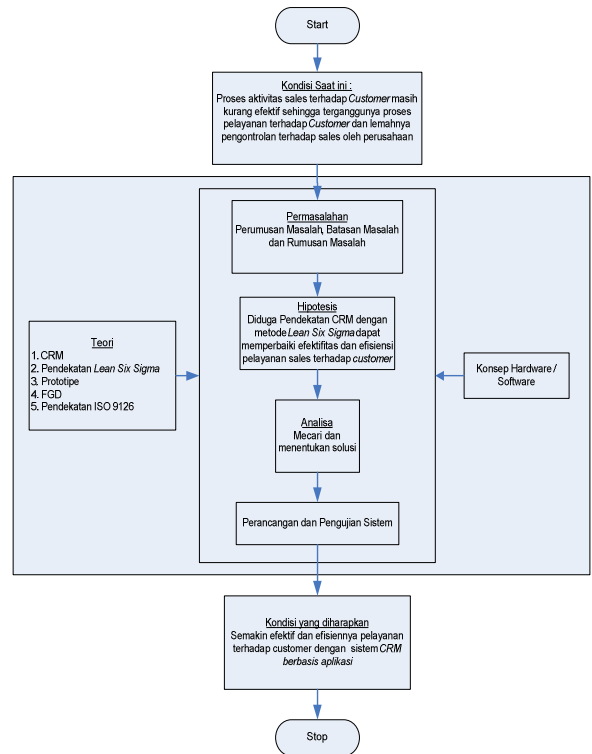 Start
Kondisi Saat ini :
Proses aktivitas sales terhadap Customer masih
kurang efektif sehingga terganggunya proses
pelayanan terhadap Customer dan lemahnya
pengontrolan terhadap sales oleh perusahaan
Permasalahan
Perumusan Masalah, Batasan Masalah
dan Rumusan Masalah
Hipotesis
Diduga Pendekatan CRM dengan
metode Lean Six Sigma dapat
memperbaiki efektifitas dan efisiensi
pelayanan sales terhadap customer
Teori
1. CRM
2. Pendekatan Lean Six Sigma
3. Prototipe
4. FGD
5. Pendekatan ISO 9126
Konsep Hardware /
Software
Analisa
Mecari dan
menentukan solusi
Perancangan dan Pengujian Sistem
Kondisi yang diharapkan
Semakin efektif dan efisiennya pelayanan
terhadap customer dengan sistem CRM
berbasis aplikasi
Stop